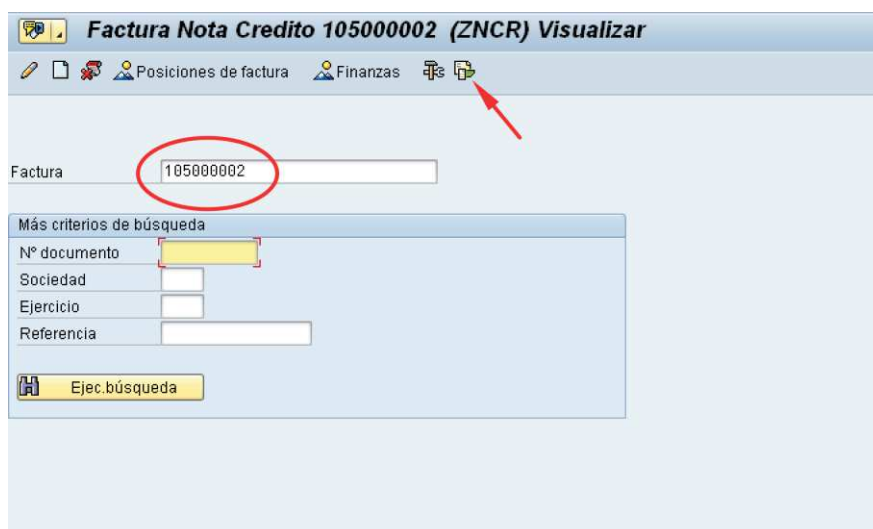 Factura Nota Credito 105000002 (ZNCR) Visualizar
Posiciones de factura Finanzas
Factura 105000002
Más criterios de búsqueda
Nº documento
Sociedad
Ejercicio
Referencia
Ejec.búsqueda